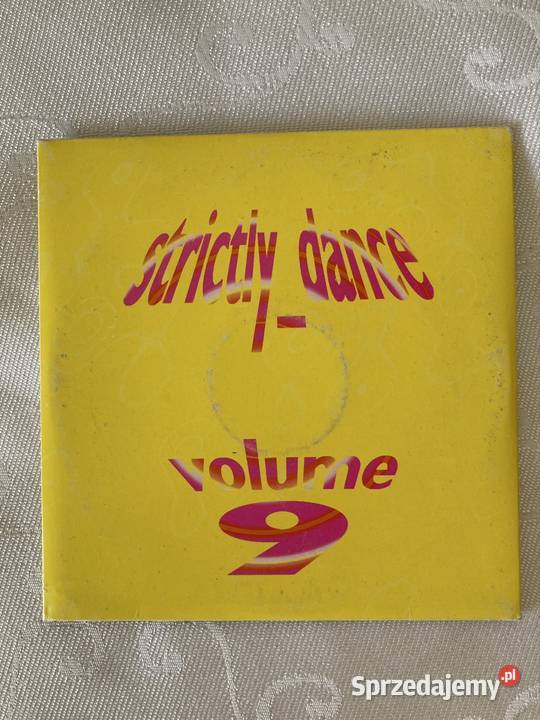 strictly dance
-
volume
9
Sprzedajemy.pl